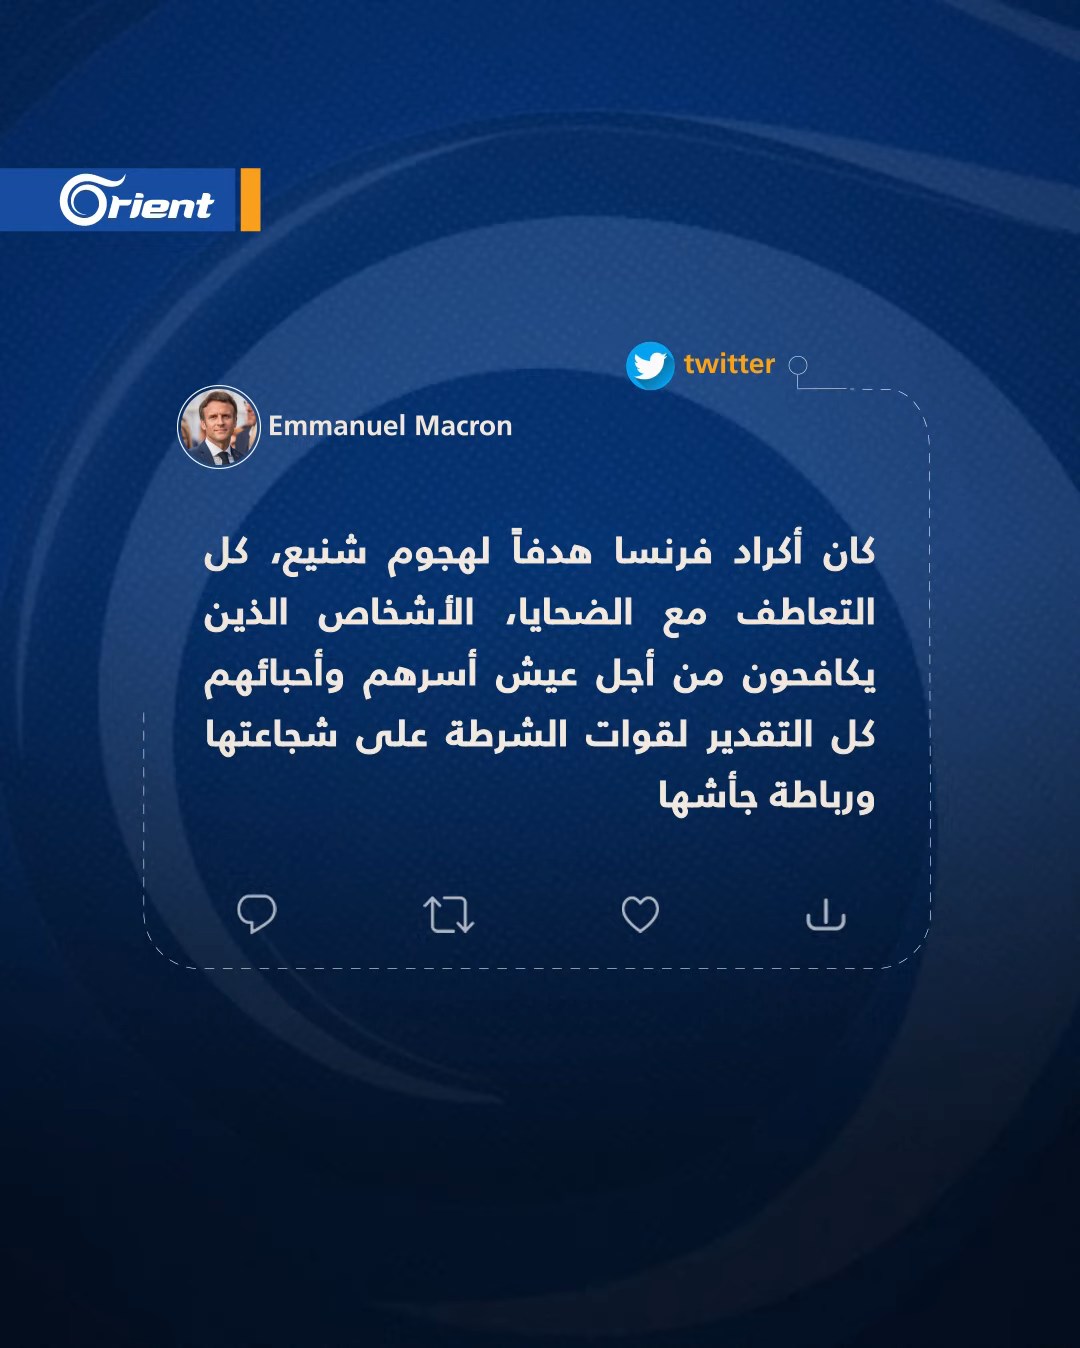 Orient
twitter
Emmanuel Macron
كان أكراد فرنسا هدفاً لهجوم شنيع، كل
التعاطف مع الضحايا، الأشخاص الذين
يكافحون من أجل عيش أسرهم وأحبائهم
كل التقدير لقوات الشرطة على شجاعتها
ورباطة جأشها